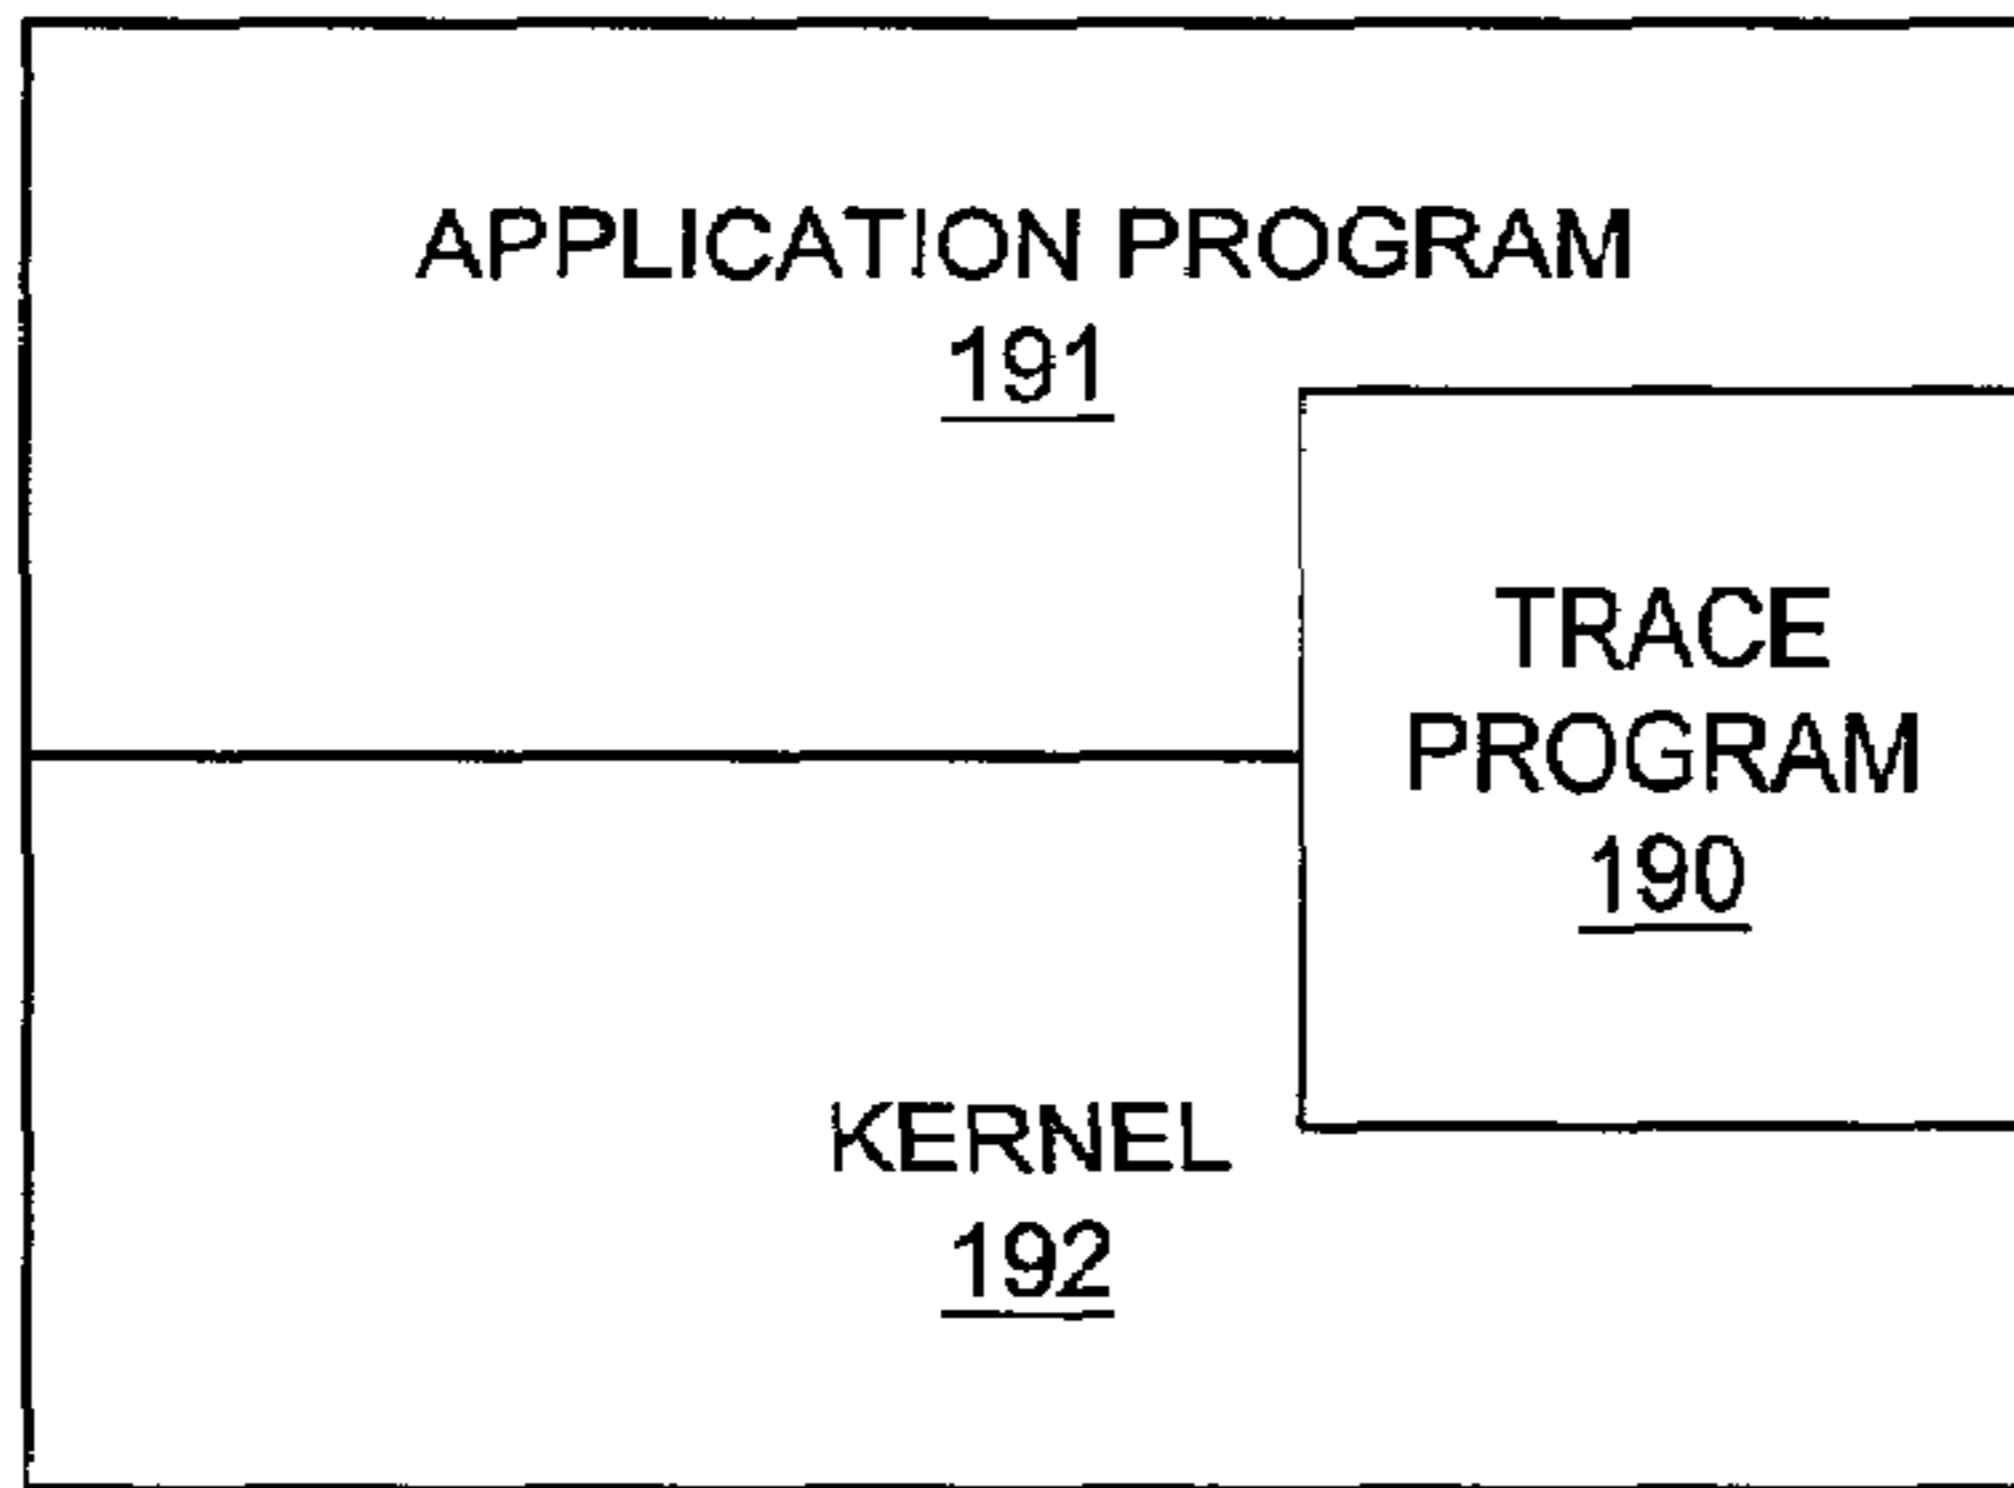 APPLICATION PROGRAM
191
TRACE
PROGRAM
190
KERNEL
192